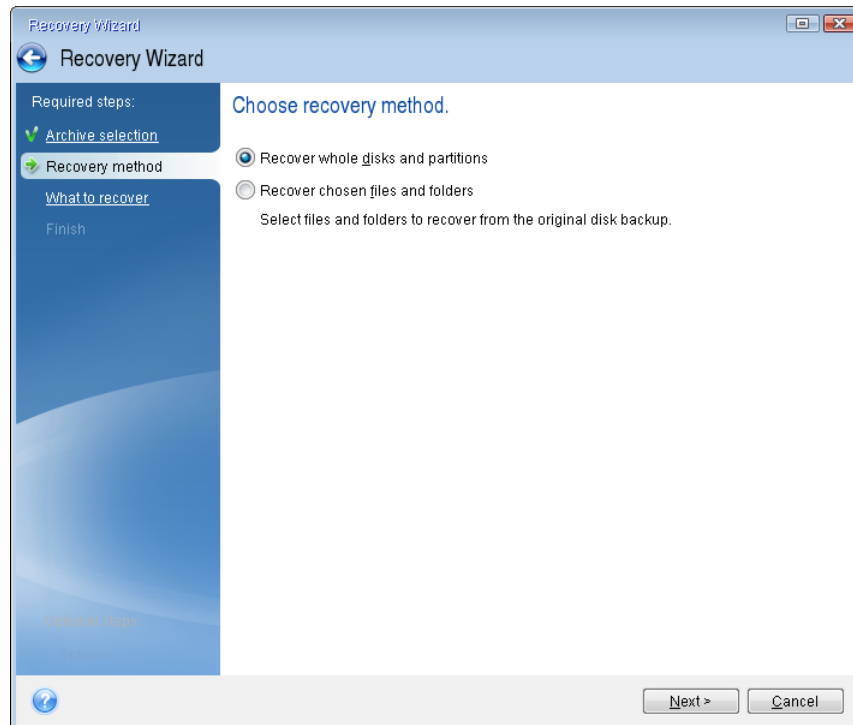 Recovery Wizard
Recovery Wizard
Required steps:
Archive selection
Recovery method
What to recover
Finish
Choose recovery method.
Recover whole disks and partitions
Recover chosen files and folders
Select files and folders to recover from the original disk backup.
Next >
Cancel